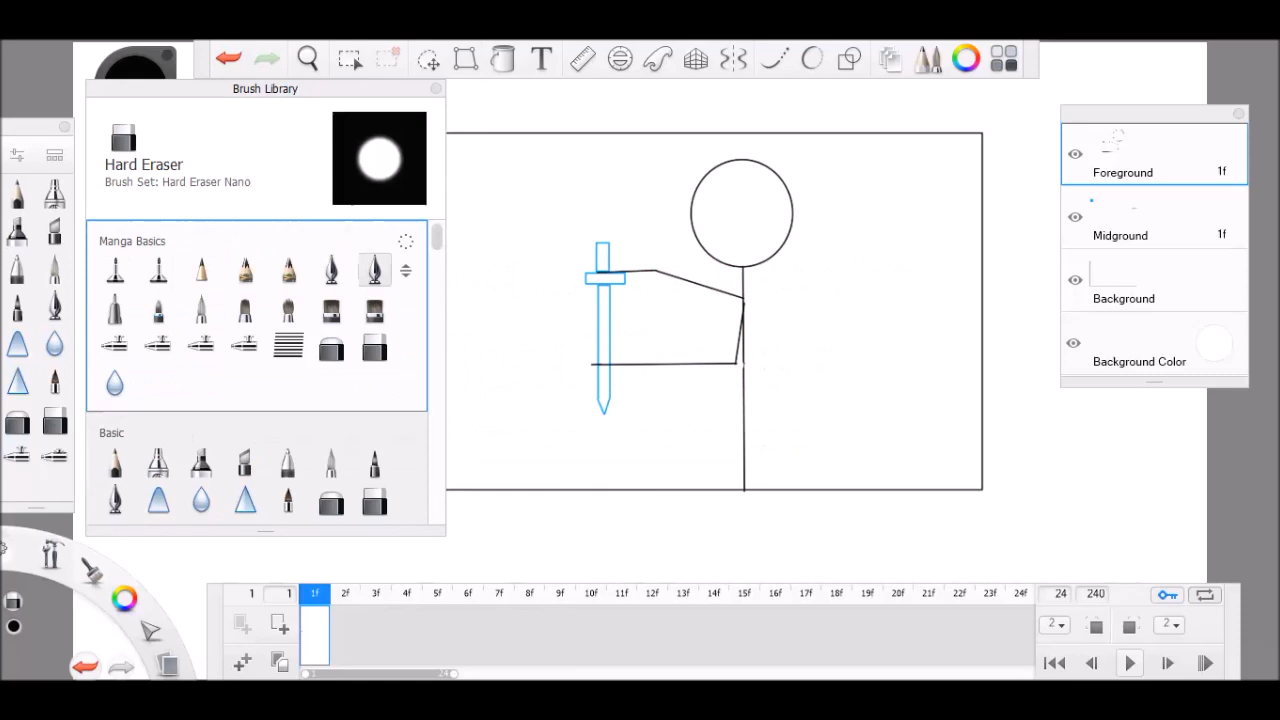 T
Brush Library
Hard Eraser
Brush Set: Hard Eraser Nano
Manga Basics
Basic
Foreground 1f
Midground 1f
Background
Background Color
1 1 1f 2f 3f 4f 5f 6f 7f 8f 9f 10f 11f 12f 13f 14f 15f 16f 17f 18f 19f 20f 21f 22f 23f 24f 24 240
2 2